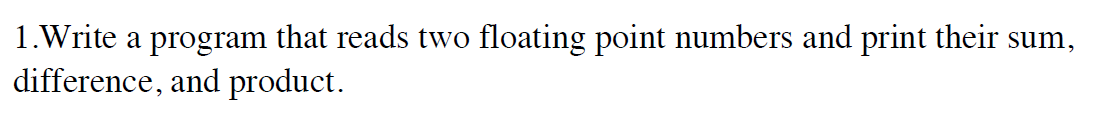 1.Write a program that reads two floating point numbers and print their sum,
difference, and product.